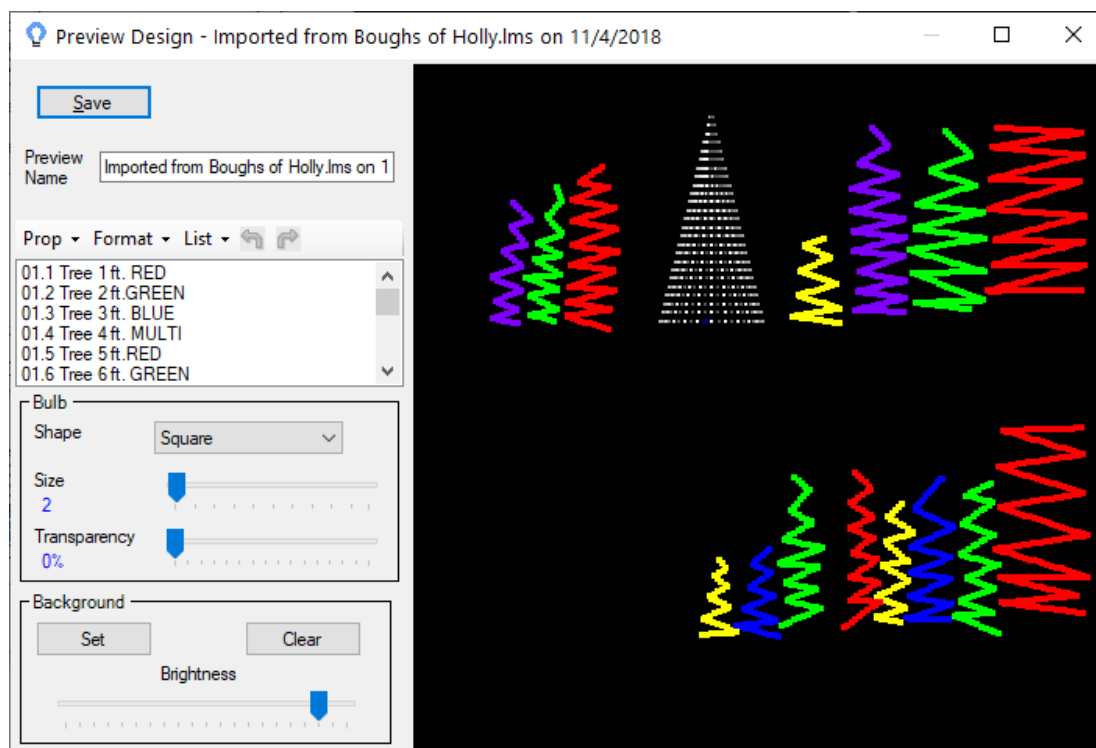 Preview Design - Imported from Boughs of Holly.lms on 11/4/2018
Save
Preview
Name
Imported from Boughs of Holly.lms on 1
Prop Format List
01.1 Tree 1 ft. RED
01.2 Tree 2 ft.GREEN
01.3 Tree 3 ft. BLUE
01.4 Tree 4 ft. MULTI
01.5 Tree 5 ft.RED
01.6 Tree 6 ft. GREEN
Bulb
Shape
Square
Size
2
Transparency
0%
Background
Set Clear
Brightness